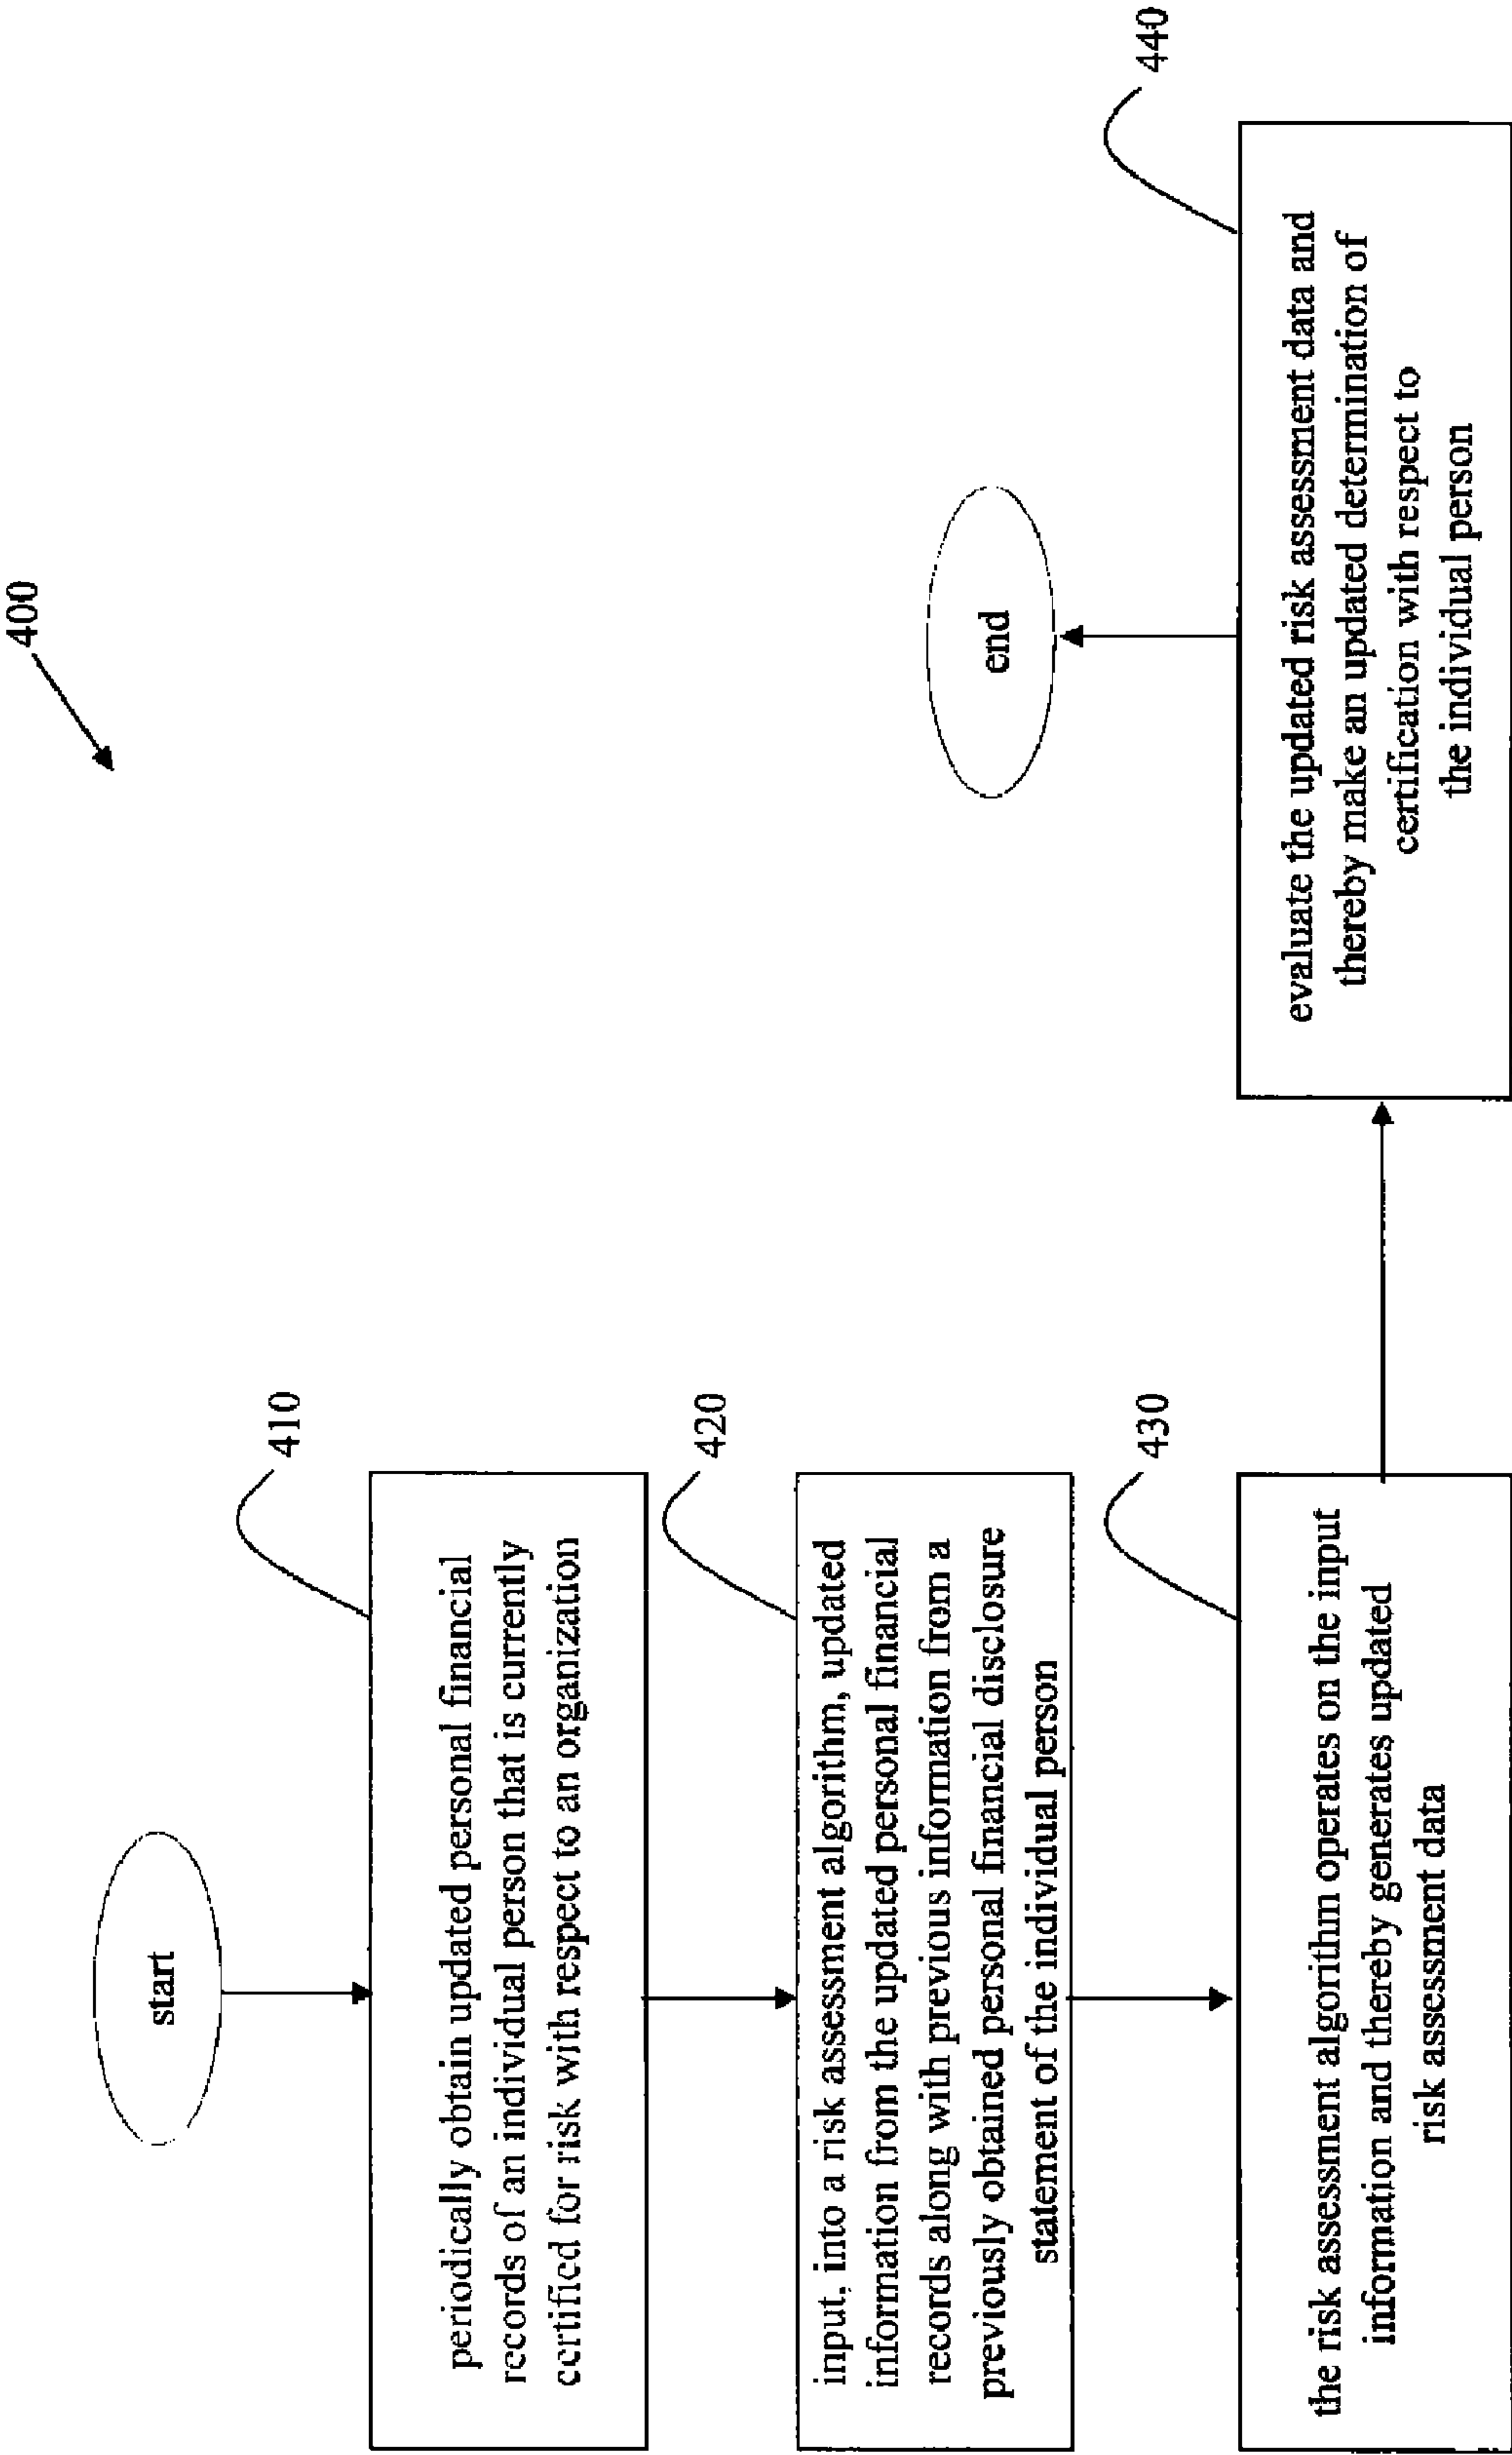 400
start
410
periodically obtain updated personal financial
records of an individual person that is currently
certified for risk with respect to an organization
420
input, into a risk assessment algorithm, updated
information from the updated personal financial
records along with previous information from a
previously obtained personal financial disclosure
statement of the individual person
430
the risk assessment algorithm operates on the input
information and thereby generates updated
risk assessment data
440
evaluate the updated risk assessment data and
thereby make an updated determination of
certification with respect to
the individual person
end